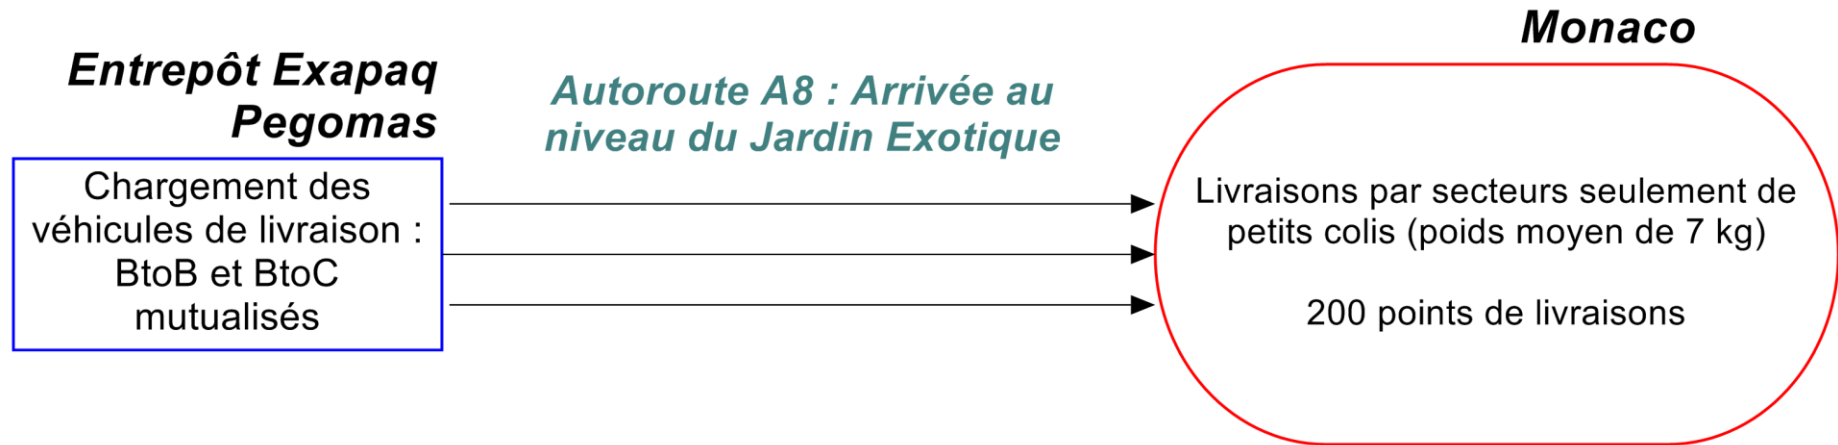 Entrepôt Exapaq
Pegomas
Chargement des
véhicules de livraison :
BtoB et BtoC
mutualisés
Autoroute A8 : Arrivée au
niveau du Jardin Exotique
Monaco
Livraisons par secteurs seulement de
petits colis (poids moyen de 7 kg)
200 points de livraisons